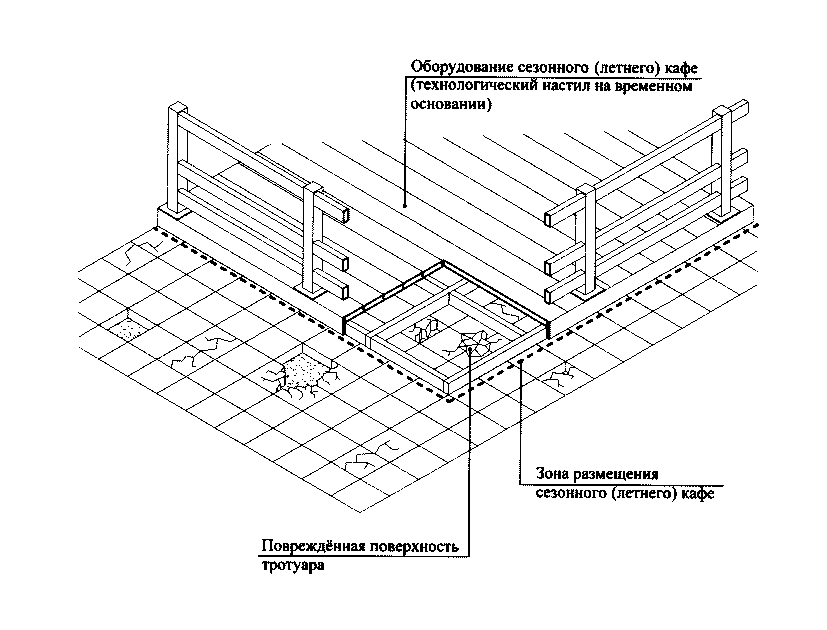 Оборудование сезонного (летнего) кафе
(технологический настил на временном
основании)
Зона размещения
сезонного (летнего) кафе
Повреждённая поверхность
тротуара